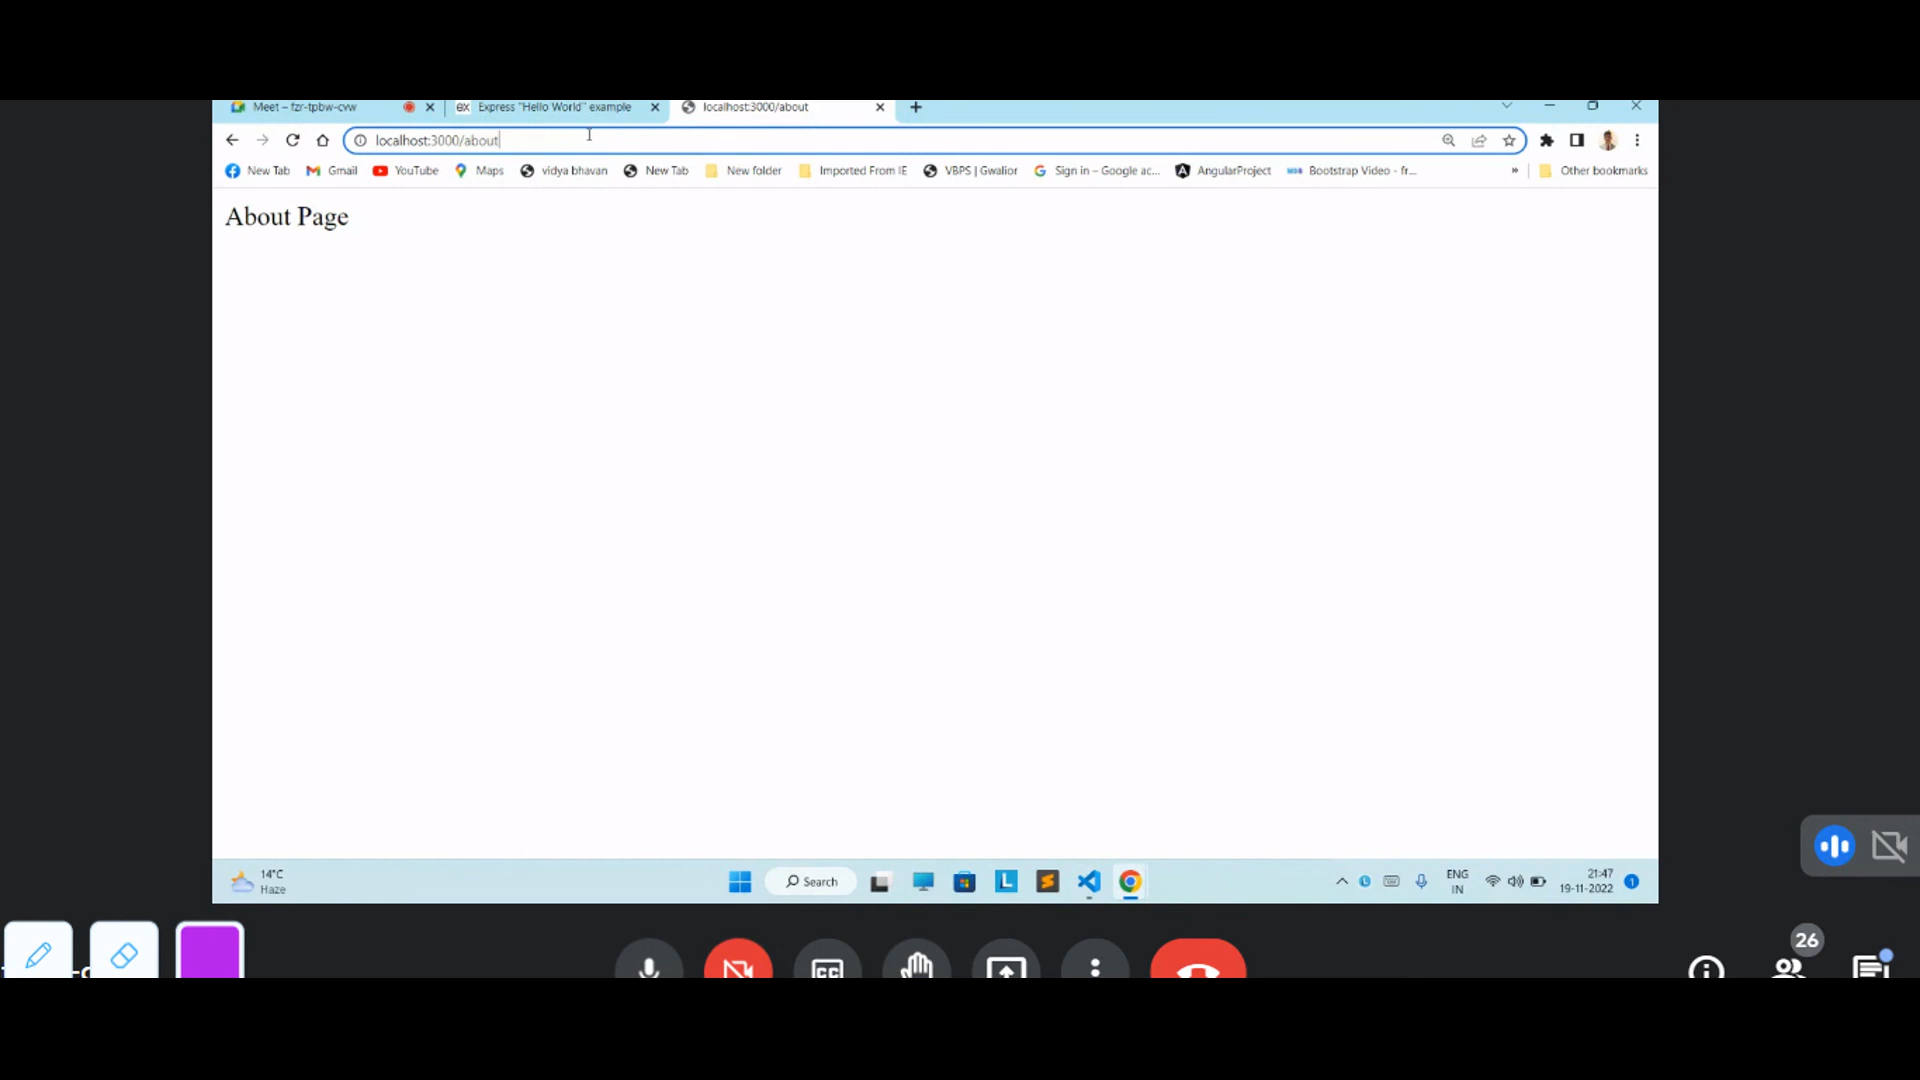 Meet – fzr-tpbw-cvw
Express "Hello World" example
localhost:3000/about
localhost:3000/about
New Tab
Gmail
YouTube
Maps
vidya bhavan
New Tab
New folder
Imported From IE
VBPS | Gwalior
Sign in – Google ac...
AngularProject
Bootstrap Video - fr...
»
Other bookmarks
About Page
14°C
Haze
Search
ENG
IN
21:47
19-11-2022
1
26
CC